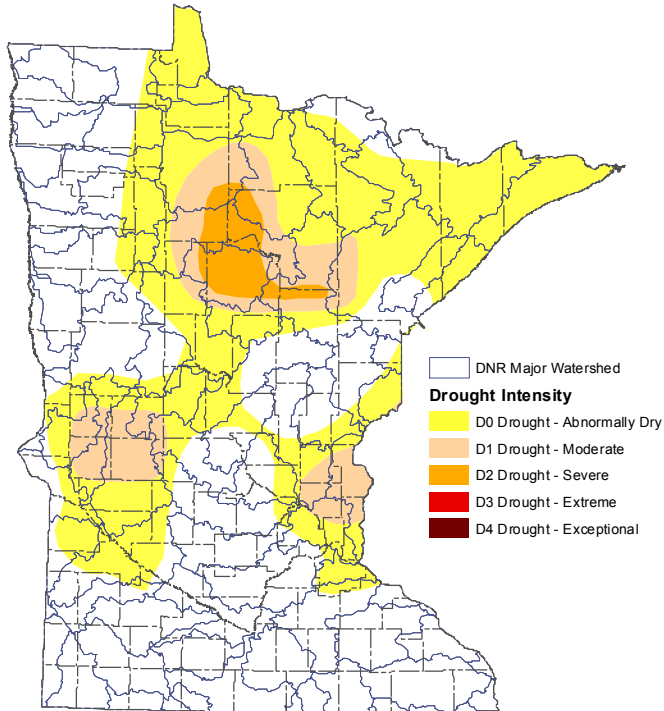 DNR Major Watershed
Drought Intensity
D0 Drought - Abnormally Dry
D1 Drought - Moderate
D2 Drought - Severe
D3 Drought - Extreme
D4 Drought - Exceptional